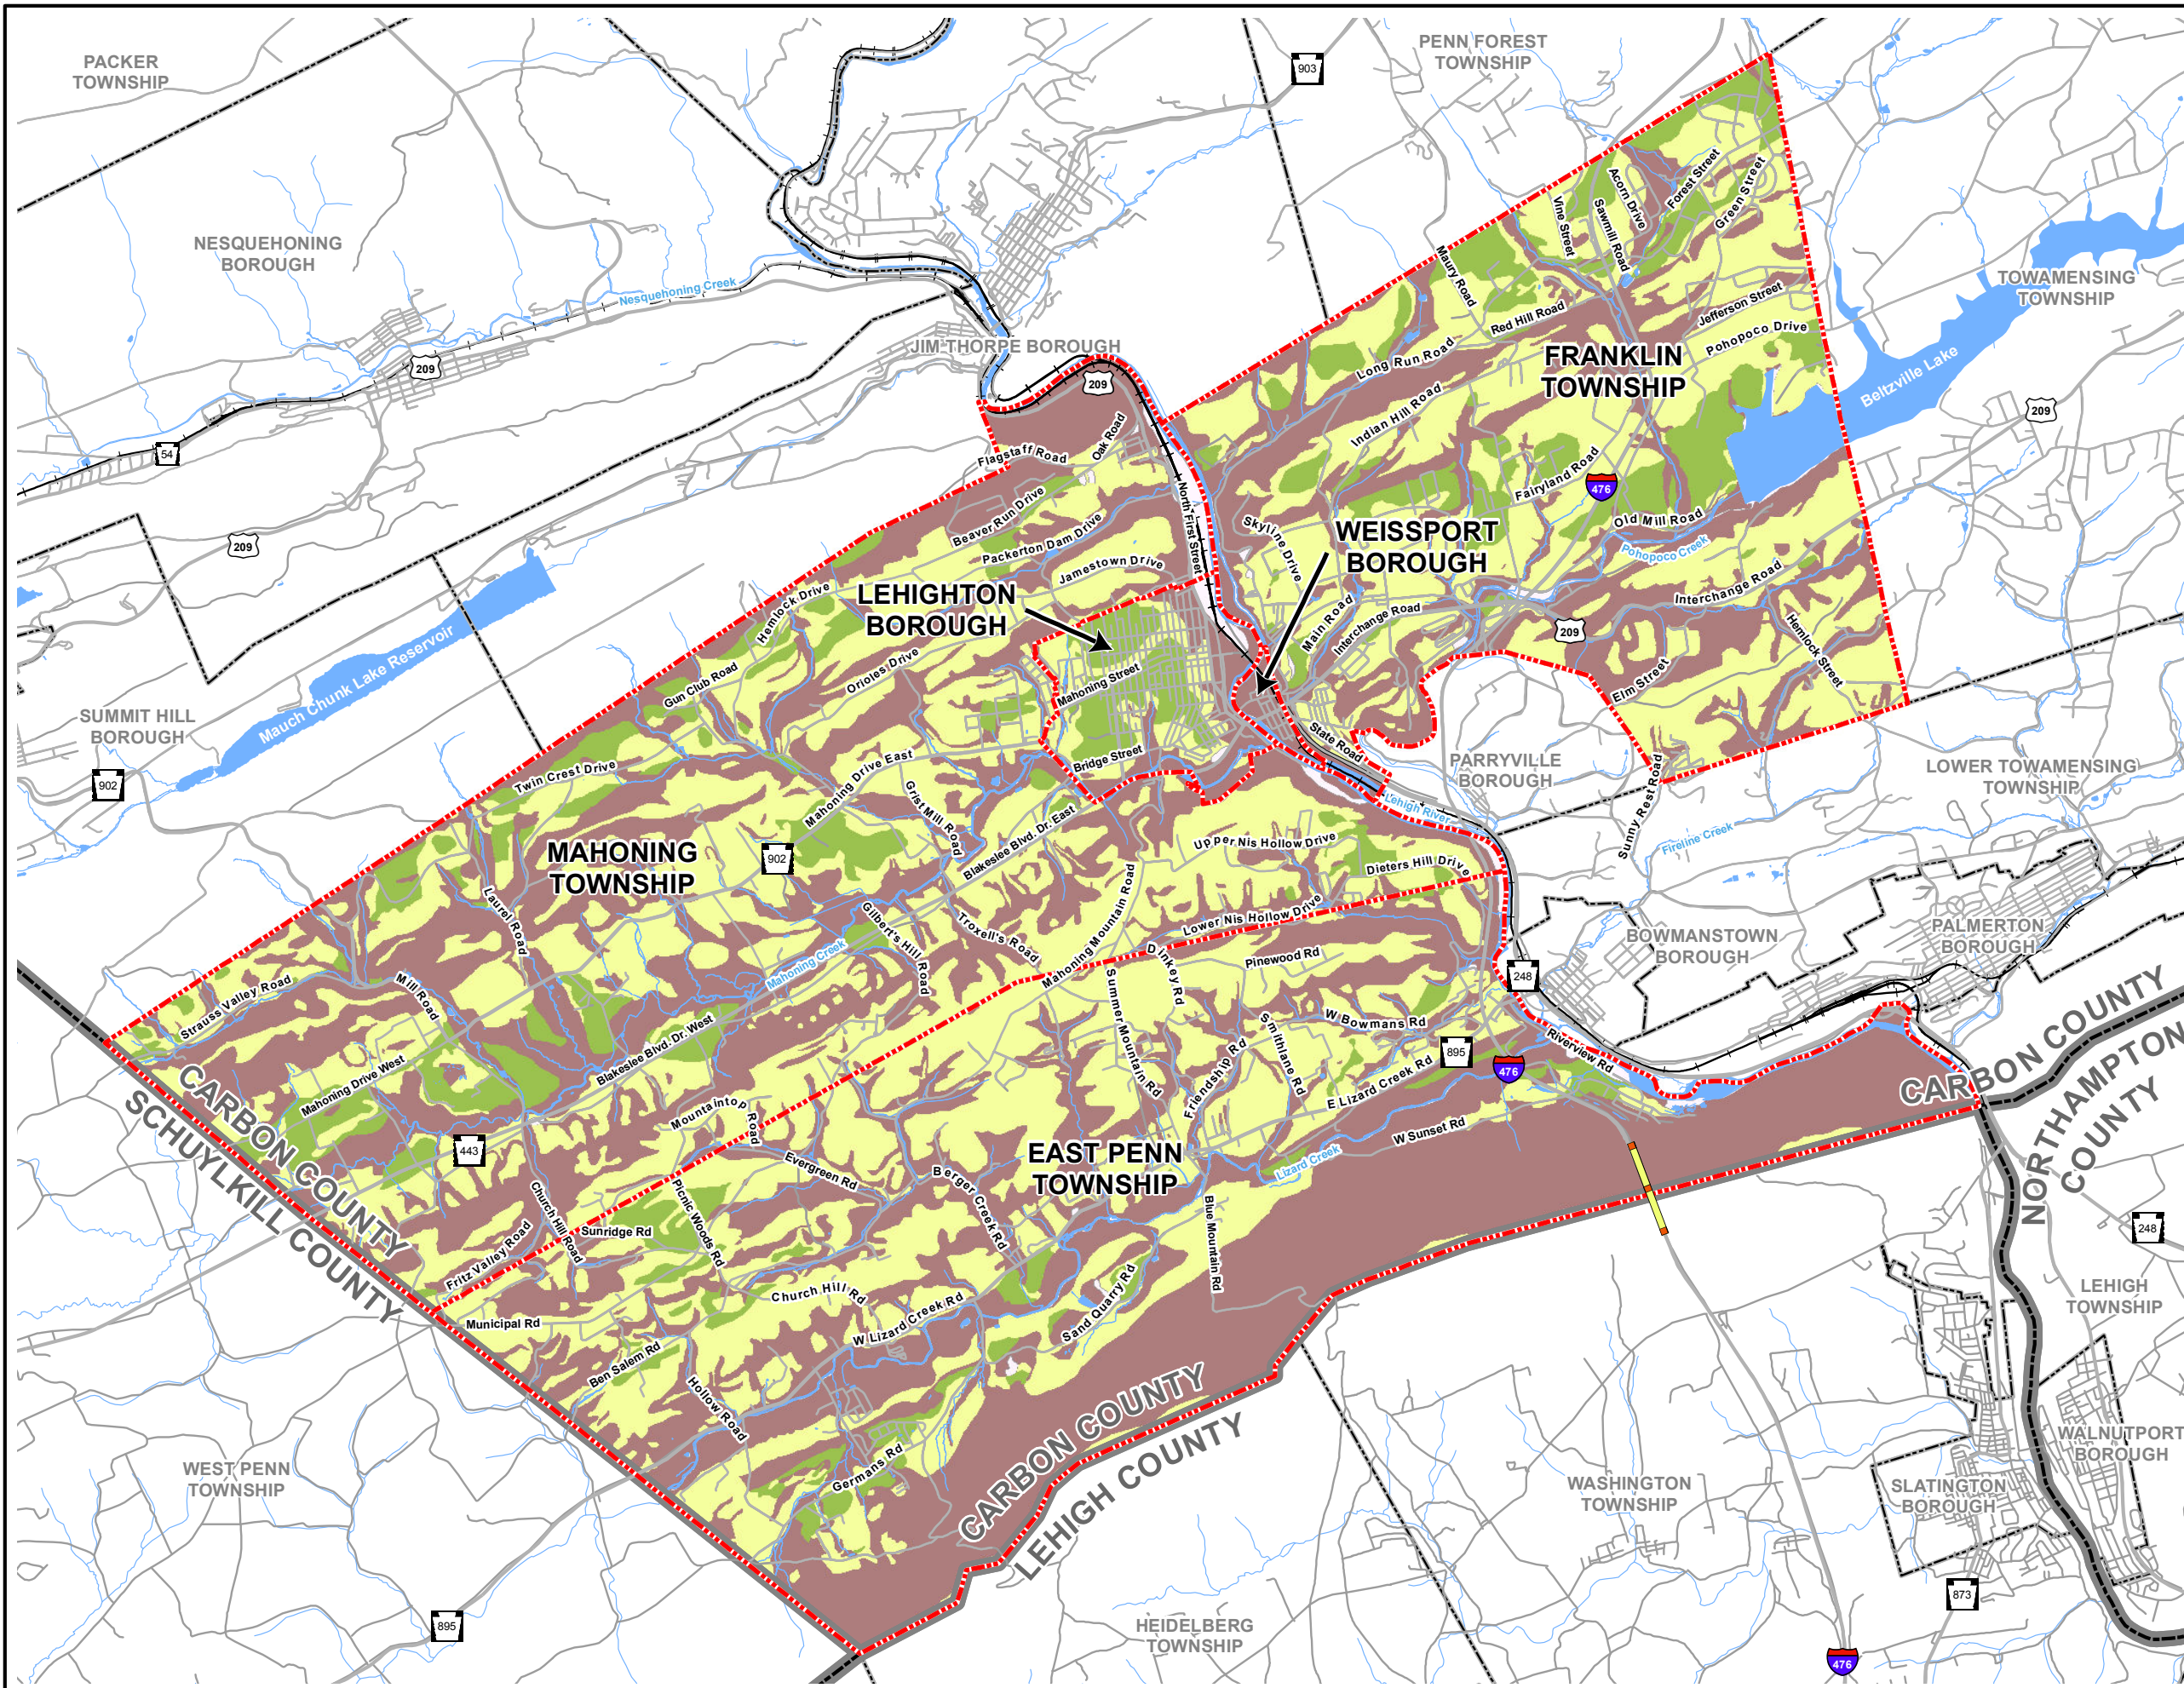 PACKER
TOWNSHIP
903
PENN FOREST
TOWNSHIP
NESQUEHONING
BOROUGH
Nesquehoning Creek
TOWAMENSING
TOWNSHIP
Acorn Drive
Forest Street
Green Street
Vine Street
Sawmill Road
Maury Road
Red Hill Road
Jefferson Street
Pohopoco Drive
Long Run Road
FRANKLIN
TOWNSHIP
Beltzville Lake
JIM THORPE BOROUGH
209
209
209
54
209
Indian Hill Road
Flagstaff Road
Oak Road
North First Street
Fairyland Road
476
Old Mill Road
Pohopoco Creek
Beaver Run Drive
Packerton Dam Drive
Skyline Drive
WEISSPORT
BOROUGH
Jamestown Drive
LEHIGHTON
BOROUGH
Hemlock Drive
Main Road
Interchange Road
Interchange Road
209
Hemlock Street
Elm Street
Mauch Chunk Lake Reservoir
Gun Club Road
Orioles Drive
Mahoning Street
SUMMIT HILL
BOROUGH
902
Bridge Street
State Road
PARRYVILLE
BOROUGH
Sunny Rest Road
LOWER TOWAMENSING
TOWNSHIP
Twin Crest Drive
Mahoning Drive East
Grist Mill Road
Lehigh River
Fireline Creek
MAHONING
TOWNSHIP
902
Blakeslee Blvd. Dr. East
Upper Nis Hollow Drive
Dieters Hill Drive
Laurel Road
Gilbert's Hill Road
Troxell's Road
Mahoning Mountain Road
Lower Nis Hollow Drive
PALMERTON
BOROUGH
BOWMANSTOWN
BOROUGH
Mahoning Creek
Dinkey Rd
Pinewood Rd
248
Strauss Valley Road
Mill Road
Summer Mountain Rd
W Bowmans Rd
Smithlane Rd
Blakeslee Blvd. Dr. West
895
Riverview Rd
476
Friendship Rd
E Lizard Creek Rd
CARBON COUNTY
NORTHAMPTON
COUNTY
Mahoning Drive West
CARBON COUNTY
SCHUYLKILL COUNTY
443
Mountaintop Road
W Sunset Rd
EAST PENN
TOWNSHIP
Lizard Creek
Evergreen Rd
Berger Creek Rd
Picnic Woods Rd
Church Hill Road
Sunridge Rd
Fritz Valley Road
Blue Mountain Rd
248
Church Hill Rd
Sand Quarry Rd
LEHIGH
TOWNSHIP
Municipal Rd
W Lizard Creek Rd
Ben Salem Rd
Hollow Road
Germans Rd
CARBON COUNTY
LEHIGH COUNTY
WEST PENN
TOWNSHIP
WALNUTPORT
BOROUGH
WASHINGTON
TOWNSHIP
SLATINGTON
BOROUGH
873
895
HEIDELBERG
TOWNSHIP
476